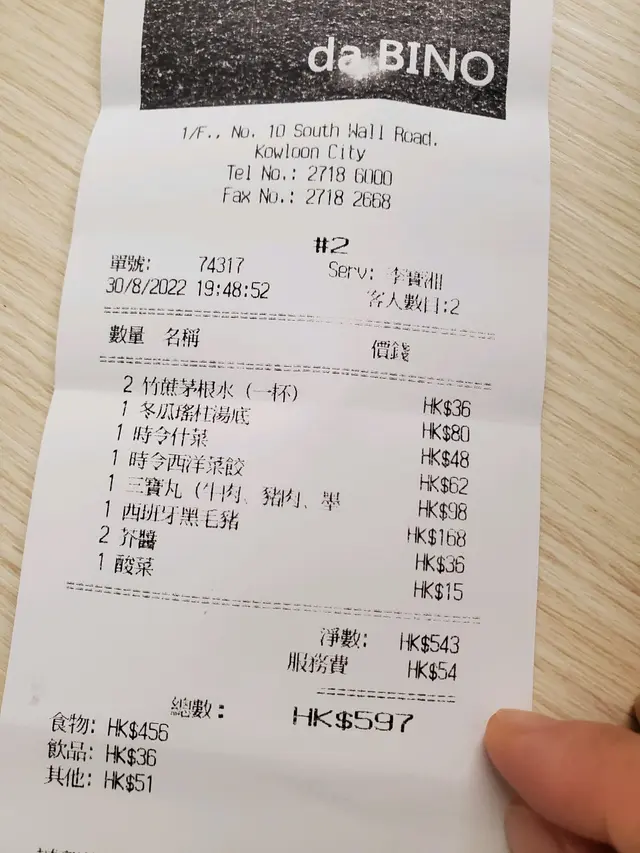 da BINO
1/F., No. 10 South Wall Road,
Kowloon City
Tel No.: 2718 6000
Fax No.: 2718 2668
#2
單號: 74317 Serv: 李寶洲
30/8/2022 19:48:52 客人數目:2
數量 名稱 價錢
2 竹蔗茅根水 (一杯) HK$36
1 冬瓜瑤柱湯底 HK$80
1 時令什菜 HK$48
1 時令西洋菜餃 HK$62
1 三寶丸 (牛肉、豬肉、墨 HK$98
1 西班牙黑毛豬 HK$168
2 芥醬 HK$36
1 酸菜 HK$15
淨數: HK$543
服務費 HK$54
總數: HK$597
食物: HK$456
飲品: HK$36
其他: HK$51